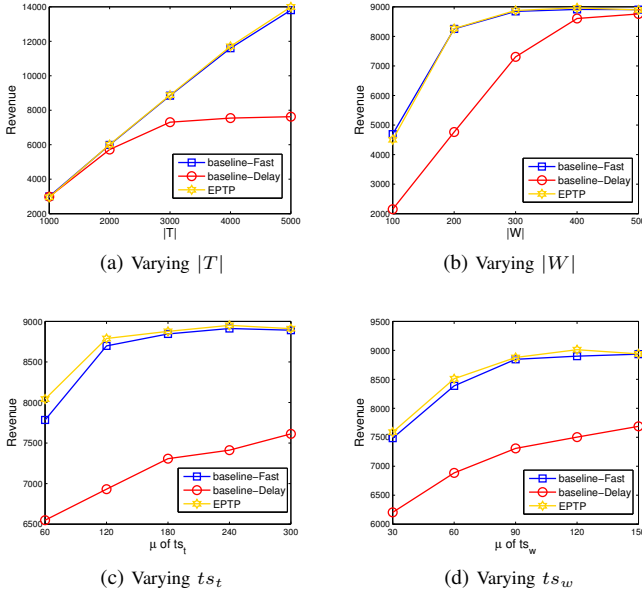 14000
12000
10000
8000
6000
4000
2000
Revenue
1000 2000 3000 4000 5000
|T|
baseline-Fast
baseline-Delay
EPTP
(a) Varying |T|
9000
8000
7000
6000
5000
4000
3000
2000
Revenue
100 200 300 400 500
|W|
baseline-Fast
baseline-Delay
EPTP
(b) Varying |W|
9000
8500
8000
7500
7000
6500
Revenue
60 120 180 240 300
μ of ts_t
baseline-Fast
baseline-Delay
EPTP
(c) Varying ts_t
9500
9000
8500
8000
7500
7000
6500
6000
Revenue
30 60 90 120 150
μ of ts_w
baseline-Fast
baseline-Delay
EPTP
(d) Varying ts_w